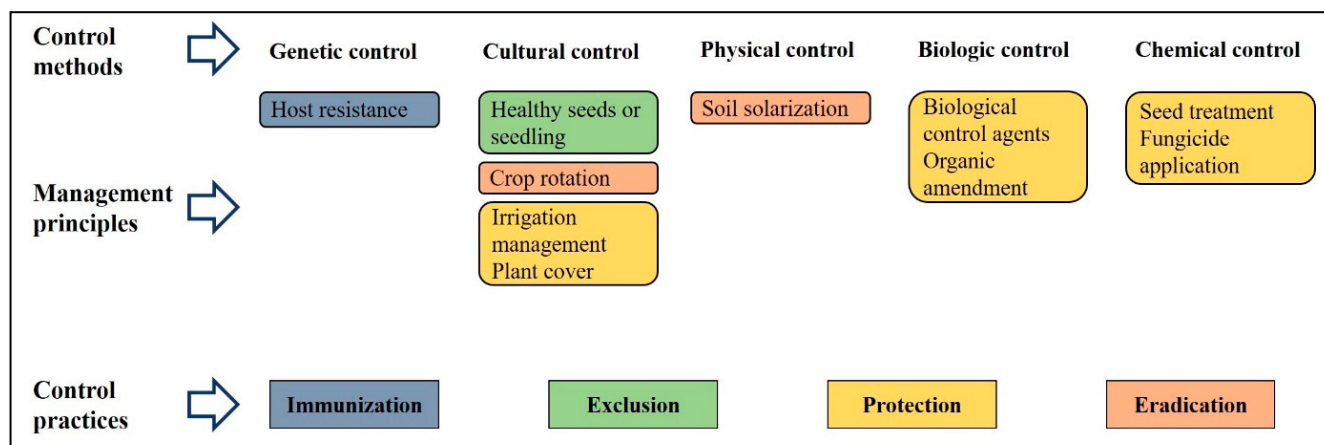 Control
methods
Genetic control
Cultural control
Physical control
Biologic control
Chemical control
Management
principles
Host resistance
Healthy seeds or
seedling
Crop rotation
Irrigation
management
Plant cover
Soil solarization
Biological
control agents
Organic
amendment
Seed treatment
Fungicide
application
Control
practices
Immunization
Exclusion
Protection
Eradication